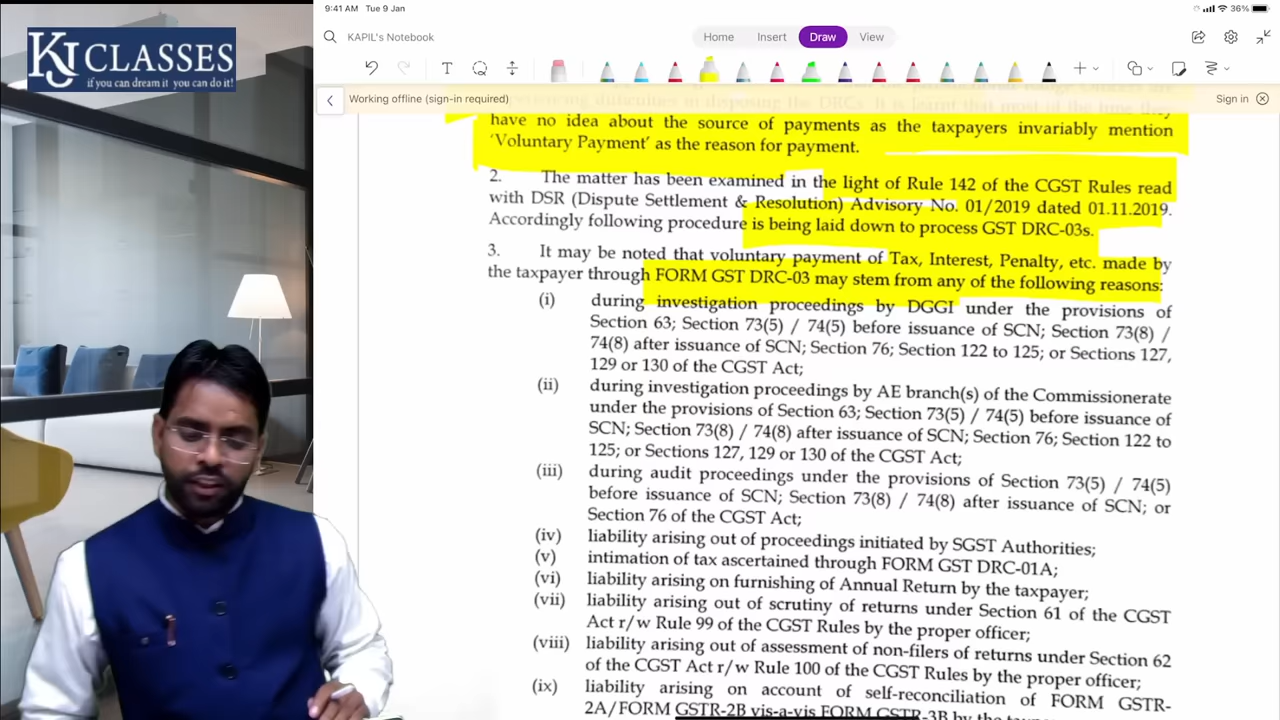 9:41 AM Tue 9 Jan
36%
KJ CLASSES
if you can dream it you can do it!
KAPIL's Notebook
Home Insert Draw View
Working offline (sign-in required)
Sign in
have no idea about the source of payments as the taxpayers invariably mention
‘Voluntary Payment’ as the reason for payment.
2. The matter has been examined in the light of Rule 142 of the CGST Rules read
with DSR (Dispute Settlement & Resolution) Advisory No. 01/2019 dated 01.11.2019.
Accordingly following procedure is being laid down to process GST DRC-03s.
3. It may be noted that voluntary payment of Tax, Interest, Penalty, etc. made by
the taxpayer through FORM GST DRC-03 may stem from any of the following reasons:
(i) during investigation proceedings by DGGI under the provisions of
Section 63; Section 73(5) / 74(5) before issuance of SCN; Section 73(8) /
74(8) after issuance of SCN; Section 76; Section 122 to 125; or Sections 127,
129 or 130 of the CGST Act;
(ii) during investigation proceedings by AE branch(s) of the Commissionerate
under the provisions of Section 63; Section 73(5) / 74(5) before issuance of
SCN; Section 73(8) / 74(8) after issuance of SCN; Section 76; Section 122 to
125; or Sections 127, 129 or 130 of the CGST Act;
(iii) during audit proceedings under the provisions of Section 73(5) / 74(5)
before issuance of SCN; Section 73(8) / 74(8) after issuance of SCN; or
Section 76 of the CGST Act;
(iv) liability arising out of proceedings initiated by SGST Authorities;
(v) intimation of tax ascertained through FORM GST DRC-01A;
(vi) liability arising on furnishing of Annual Return by the taxpayer;
(vii) liability arising out of scrutiny of returns under Section 61 of the CGST
Act r/w Rule 99 of the CGST Rules by the proper officer;
(viii) liability arising out of assessment of non-filers of returns under Section 62
of the CGST Act r/w Rule 100 of the CGST Rules by the proper officer;
(ix) liability arising on account of self-reconciliation of FORM GSTR-
2A/FORM GSTR-2B vis-a-vis FORM GSTR-3B by the